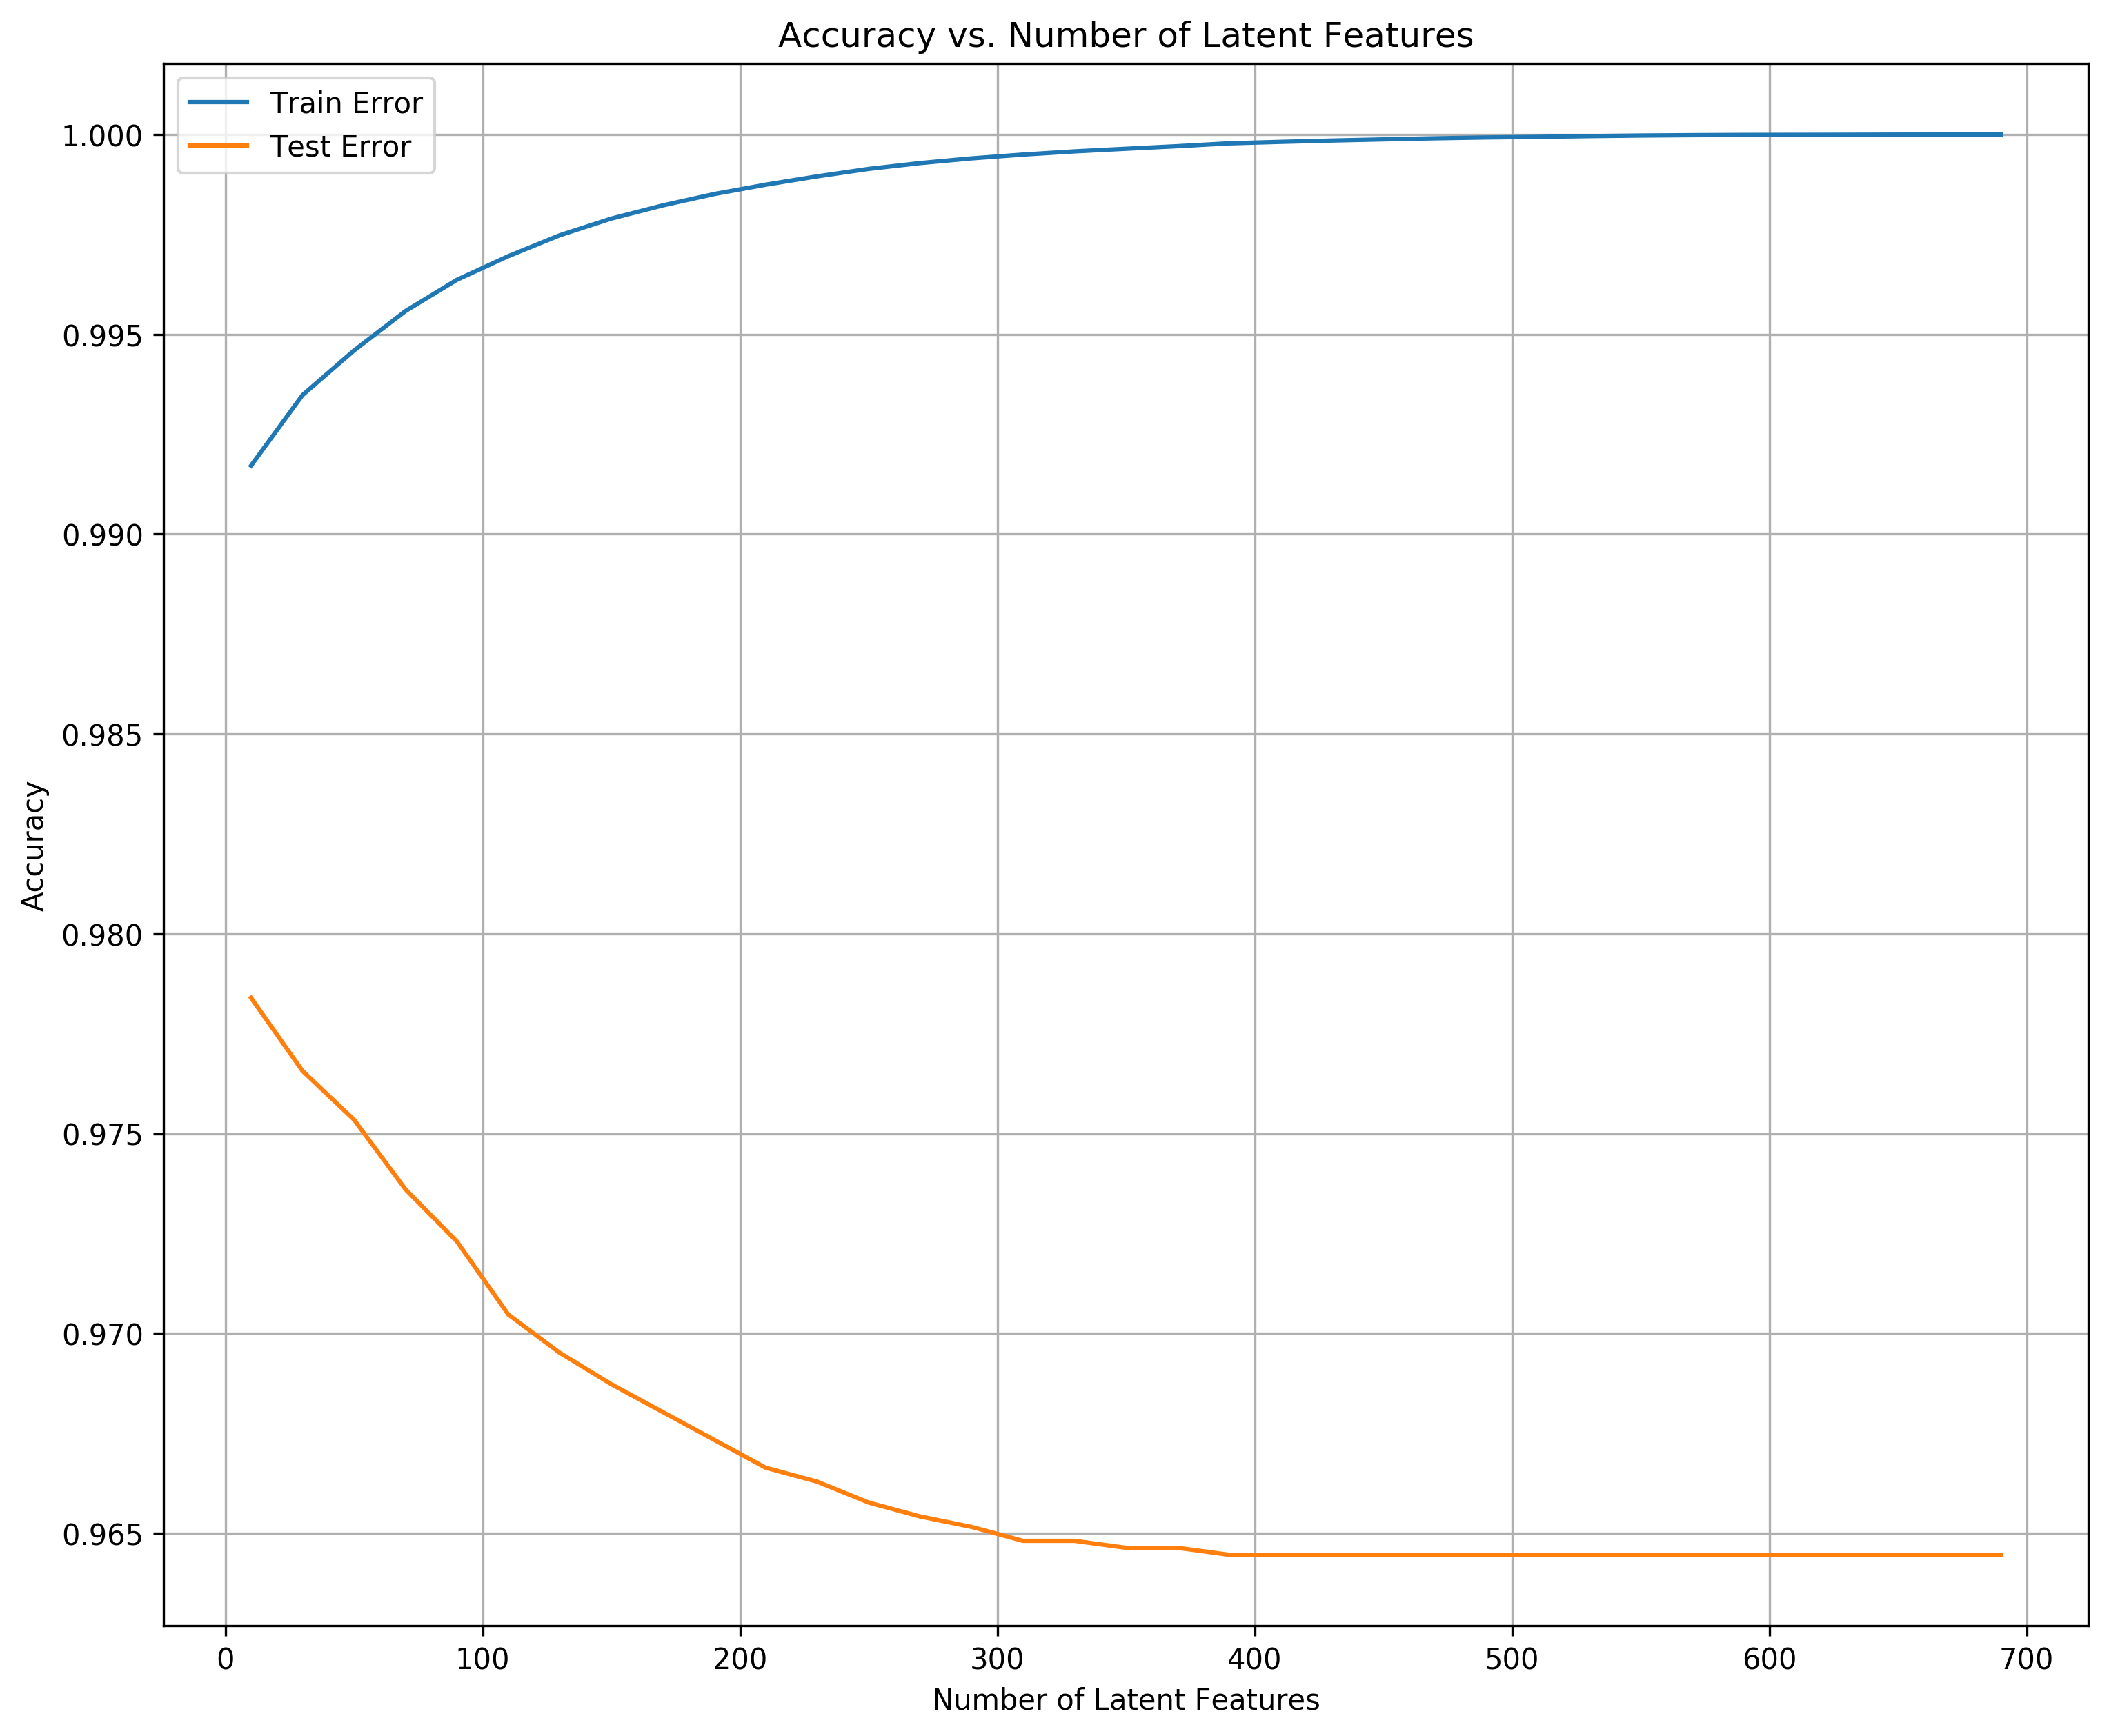 Accuracy vs. Number of Latent Features
Train Error
Test Error
1.000
0.995
0.990
0.985
0.980
0.975
0.970
0.965
Accuracy
0 100 200 300 400 500 600 700
Number of Latent Features